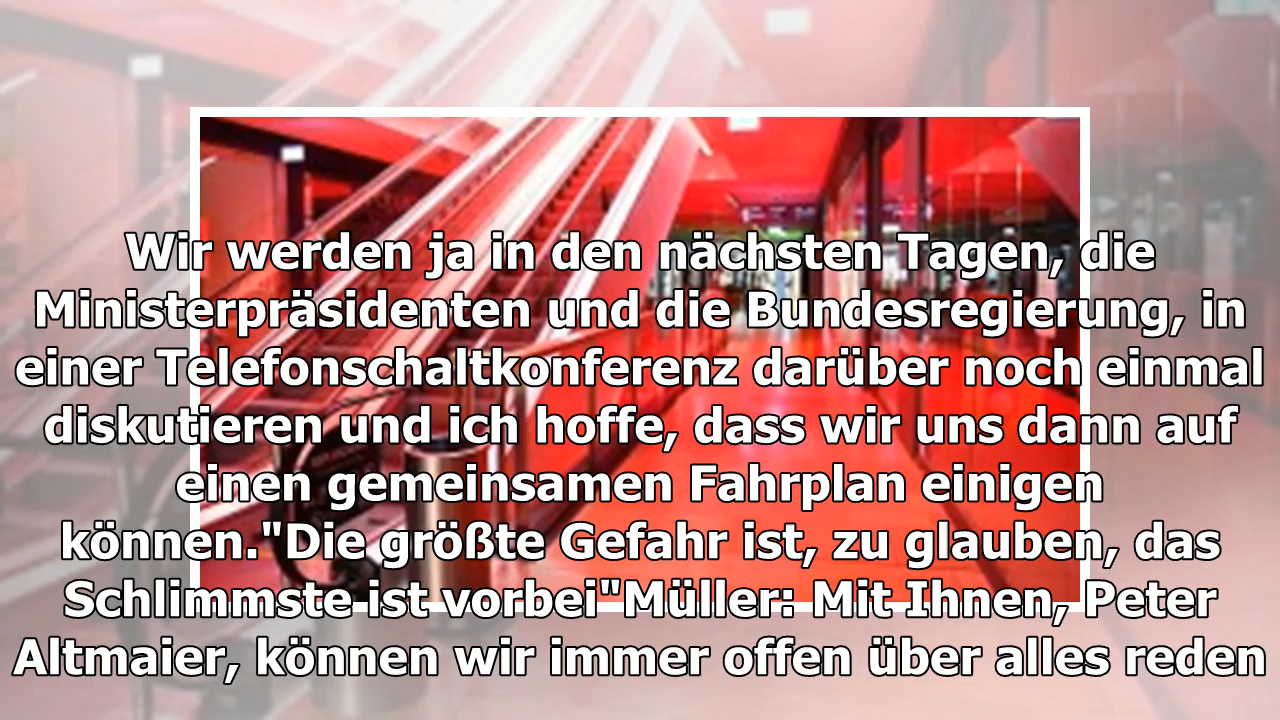 Wir werden ja in den nächsten Tagen, die
Ministerpräsidenten und die Bundesregierung, in
einer Telefonschaltkonferenz darüber noch einmal
diskutieren und ich hoffe, dass wir uns dann auf
einen gemeinsamen Fahrplan einigen
können."Die größte Gefahr ist, zu glauben, das
Schlimmste ist vorbei"Müller: Mit Ihnen, Peter
Altmaier, können wir immer offen über alles reden